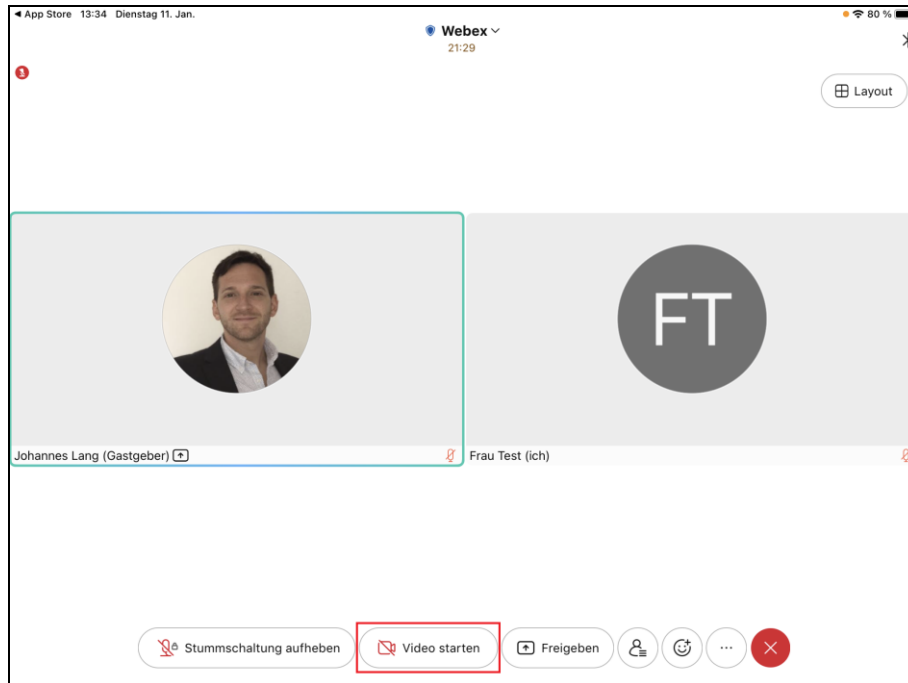 App Store 13:34 Dienstag 11. Jan. 80 %
Webex
21:29
Layout
FT
Johannes Lang (Gastgeber)
Frau Test (ich)
Stummschaltung aufheben
Video starten
Freigeben